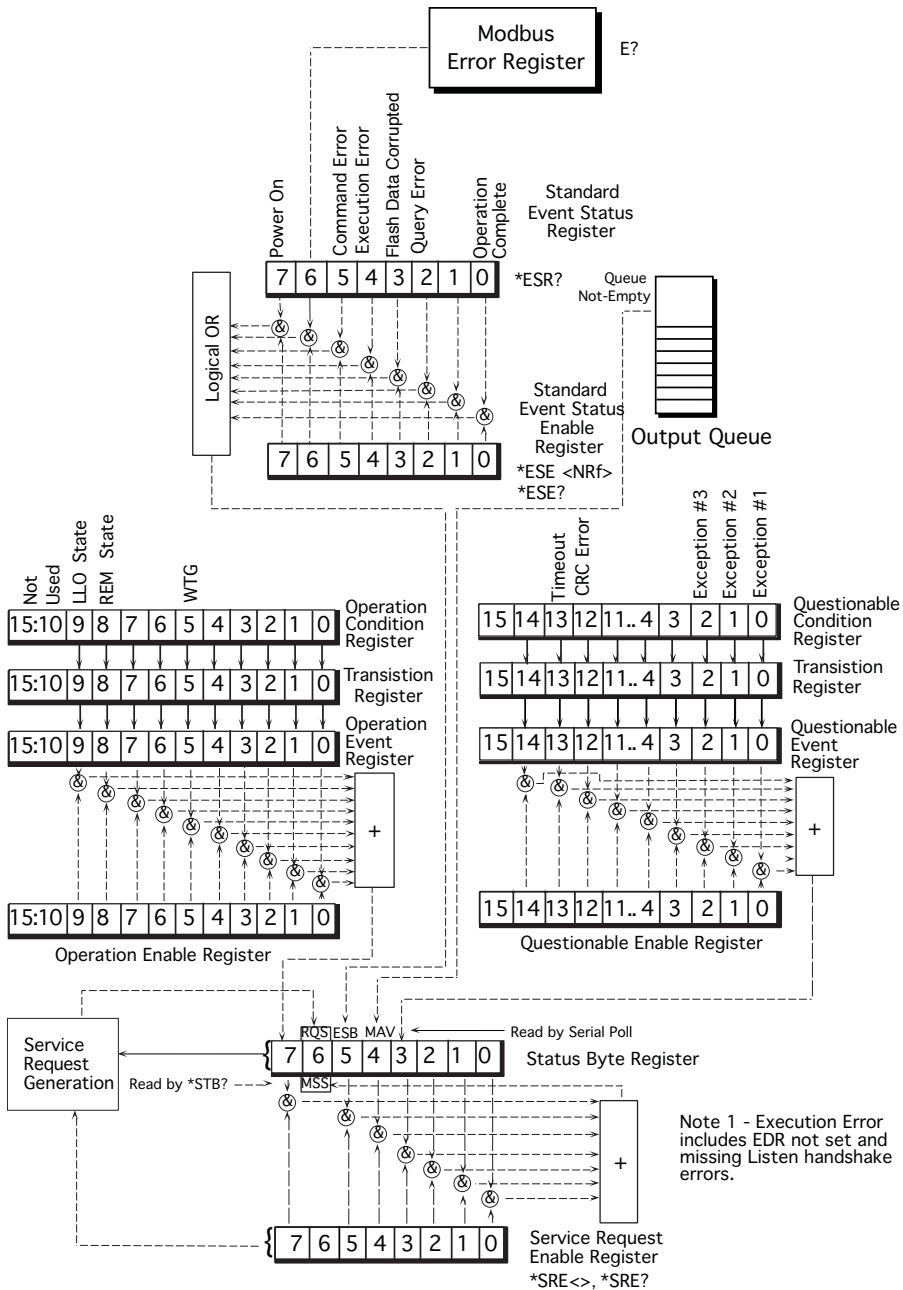 Modbus
Error Register
E?
Power On
Command Error
Execution Error
Flash Data Corrupted
Query Error
Operation
Complete
Standard
Event Status
Register
7 6 5 4 3 2 1 0
*ESR?
Queue
Not-Empty
Logical OR
& & & & & & & &
Standard
Event Status
Enable
Register
Output Queue
7 6 5 4 3 2 1 0
*ESE <NRf>
*ESE?
Not
Used
LLO State
REM State
WTG
Timeout
CRC Error
Exception #3
Exception #2
Exception #1
15:10 9 8 7 6 5 4 3 2 1 0
Operation
Condition
Register
15 14 13 12 11.. 4 3 2 1 0
Questionable
Condition
Register
15:10 9 8 7 6 5 4 3 2 1 0
Transistion
Register
15 14 13 12 11.. 4 3 2 1 0
Transistion
Register
15:10 9 8 7 6 5 4 3 2 1 0
Operation
Event
Register
15 14 13 12 11.. 4 3 2 1 0
Questionable
Event
Register
& & & & & & & & & &
+
& & & & & & & & &
+
15:10 9 8 7 6 5 4 3 2 1 0
Operation Enable Register
15 14 13 12 11.. 4 3 2 1 0
Questionable Enable Register
Service
Request
Generation
RQS ESB MAV
Read by Serial Poll
{ 7 6 5 4 3 2 1 0
Status Byte Register
Read by *STB?
MSS
& & & & & & &
+
Note 1 - Execution Error
includes EDR not set and
missing Listen handshake
errors.
{ 7 6 5 4 3 2 1 0
Service Request
Enable Register
*SRE<>, *SRE?